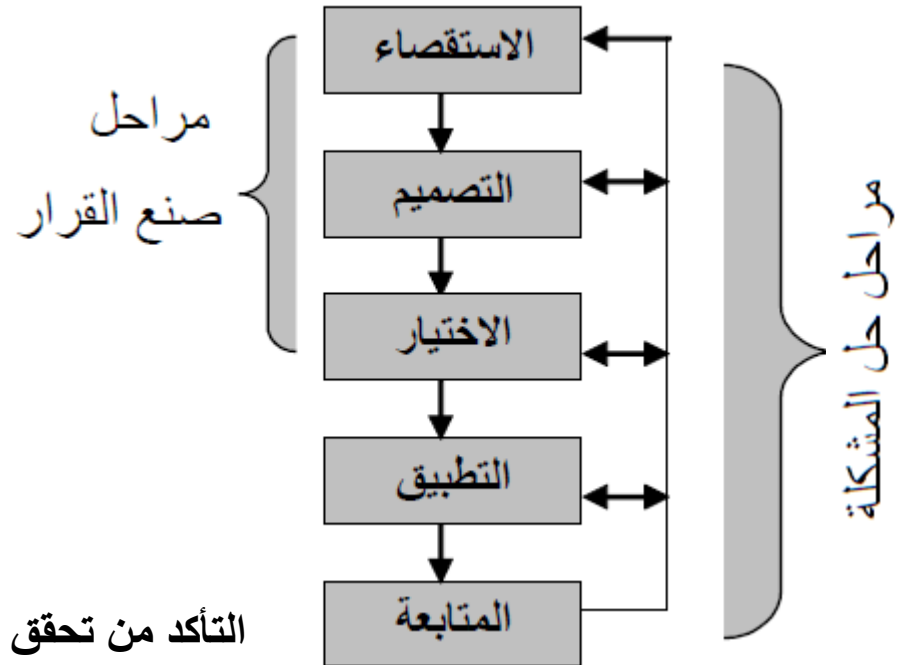 الاستقصاء
التصميم
الاختيار
التطبيق
المتابعة
مراحل
صنع القرار
مراحل حل المشكلة
التأكد من تحقق